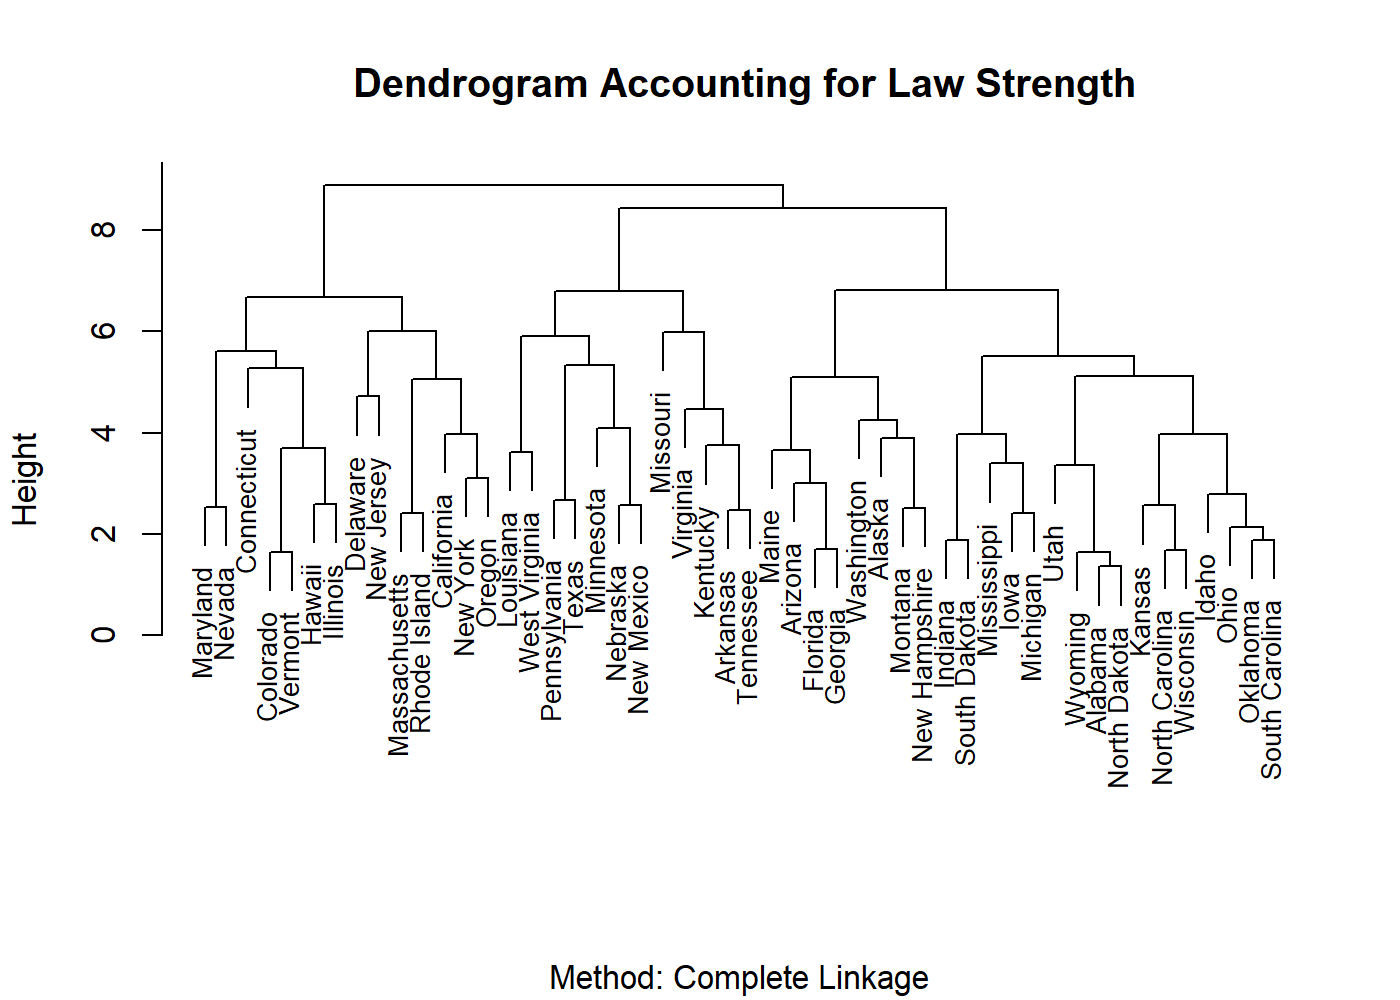 Dendrogram Accounting for Law Strength
Height
0
2
4
6
8
Maryland
Nevada
Connecticut
Colorado
Vermont
Hawaii
Illinois
Delaware
New Jersey
Massachusetts
Rhode Island
California
New York
Oregon
Louisiana
West Virginia
Pennsylvania
Texas
Minnesota
Nebraska
New Mexico
Missouri
Virginia
Kentucky
Arkansas
Tennessee
Maine
Arizona
Florida
Georgia
Washington
Alaska
Montana
New Hampshire
Indiana
South Dakota
Mississippi
Iowa
Michigan
Utah
Wyoming
Alabama
North Dakota
Kansas
North Carolina
Wisconsin
Idaho
Ohio
Oklahoma
South Carolina
Method: Complete Linkage